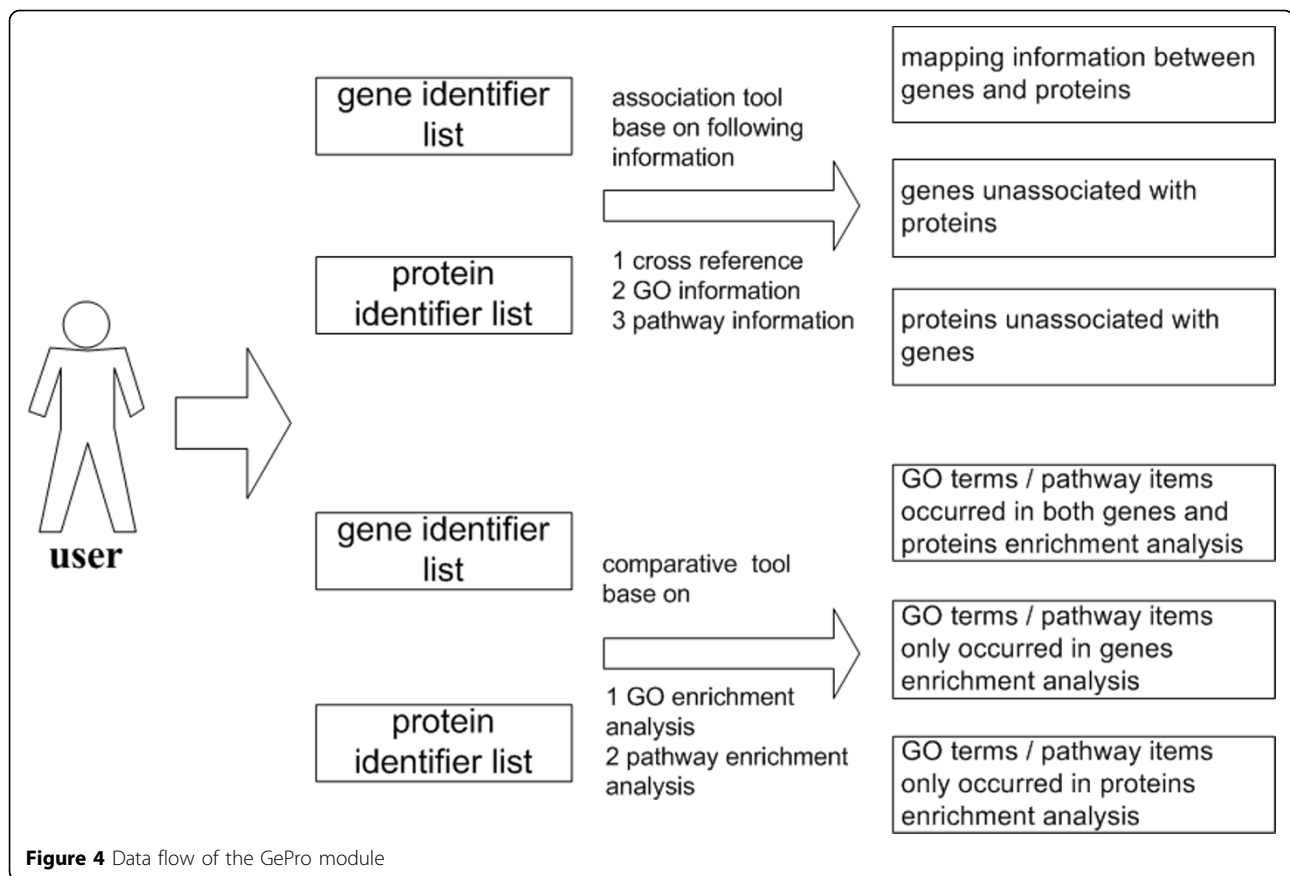 gene identifier
list
protein
identifier list
association tool
base on following
information
1 cross reference
2 GO information
3 pathway information
mapping information between
genes and proteins
genes unassociated with
proteins
proteins unassociated with
genes
user
gene identifier
list
protein
identifier list
comparative tool
base on
1 GO enrichment
analysis
2 pathway enrichment
analysis
GO terms / pathway items
occurred in both genes and
proteins enrichment analysis
GO terms / pathway items
only occurred in genes
enrichment analysis
GO terms / pathway items
only occurred in proteins
enrichment analysis
Figure 4 Data flow of the GePro module